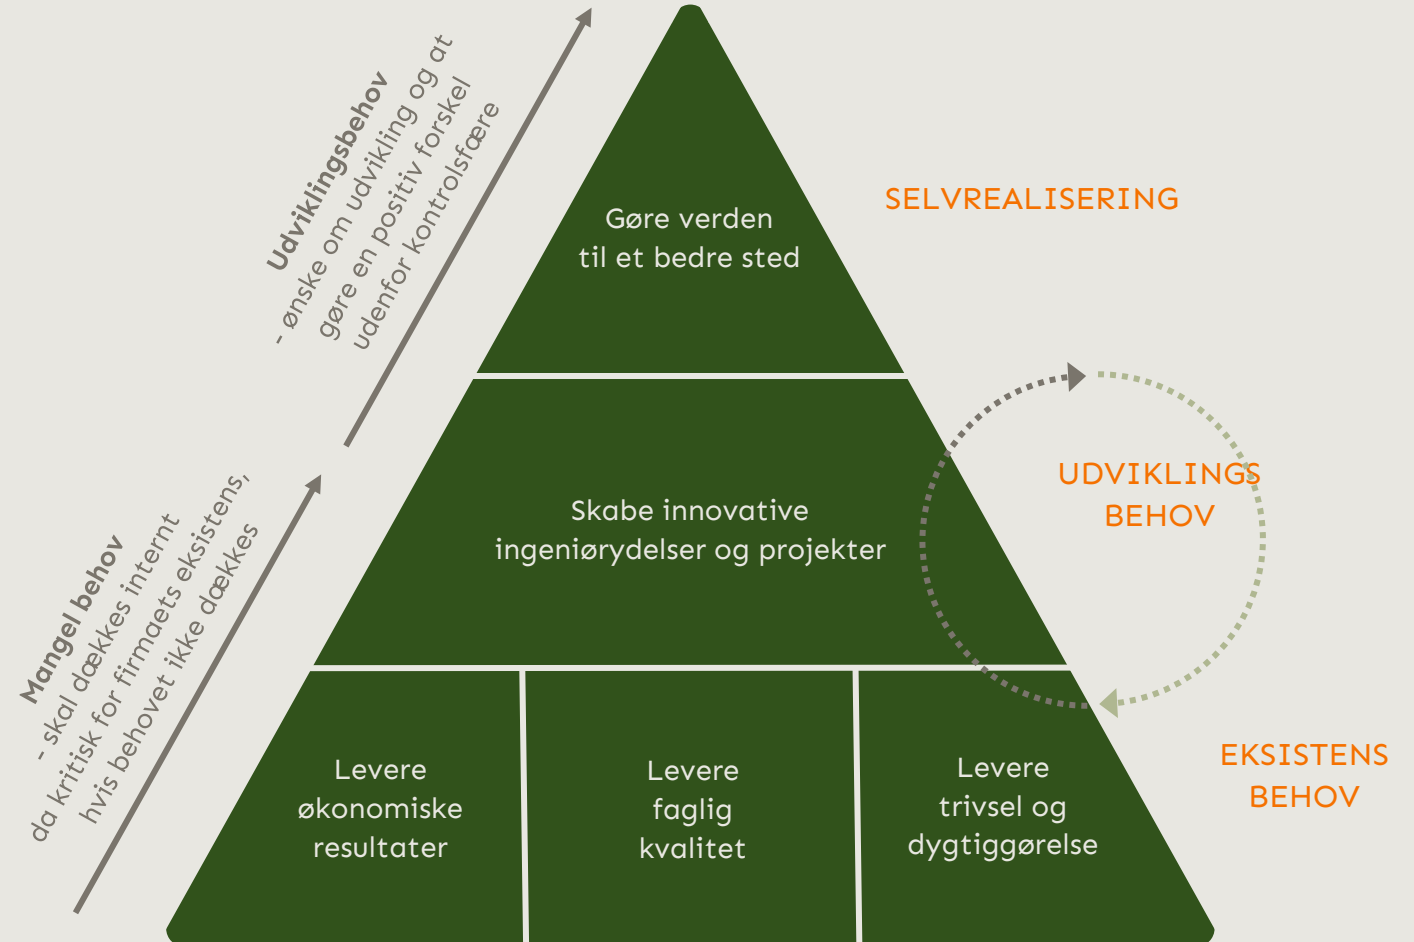 Udviklingsbehov
- ønske om udvikling og at
gøre en positiv forskel
udenfor kontrolsfære
SELVREALISERING
Gøre verden
til et bedre sted
Mangel behov
- skal dækkes internt
da kritisk for firmaets eksistens,
hvis behovet ikke dækkes
Skabe innovative
ingeniørydelser og projekter
UDVIKLINGS
BEHOV
Levere
økonomiske
resultater
Levere
faglig
kvalitet
Levere
trivsel og
dygtiggørelse
EKSISTENS
BEHOV